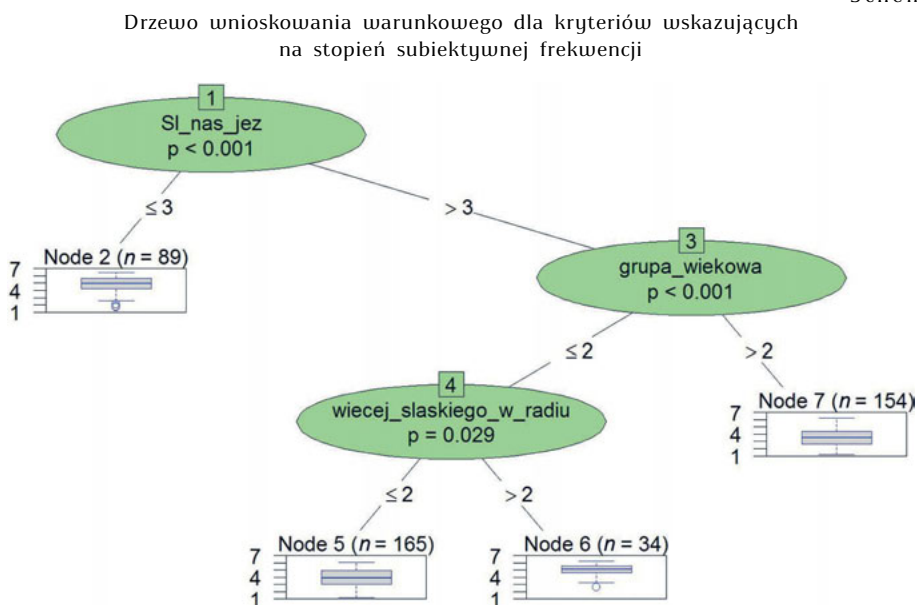 Drzewo wnioskowania warunkowego dla kryteriów wskazujących
na stopień subiektywnej frekwencji
1
Sl_nas_jez
p < 0.001
≤ 3
> 3
Node 2 (n = 89)
7
4
1
3
grupa_wiekowa
p < 0.001
≤ 2
> 2
4
wiecej_slaskiego_w_radiu
p = 0.029
Node 7 (n = 154)
7
4
1
≤ 2
> 2
Node 5 (n = 165)
7
4
1
Node 6 (n = 34)
7
4
1